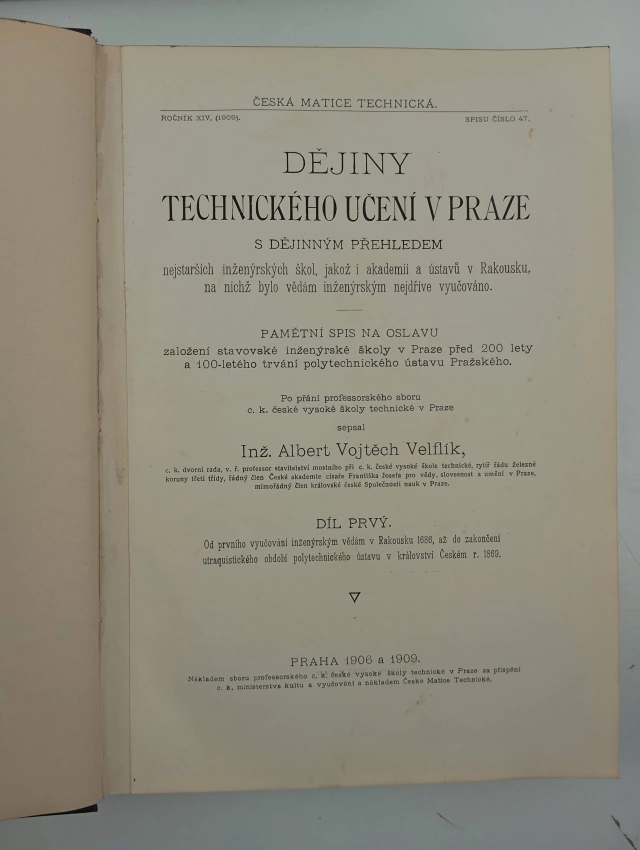 ČESKÁ MATICE TECHNICKÁ.
ROČNÍK XIV, (1909). SPISU ČÍSLO 47.
DĚJINY
TECHNICKÉHO UČENÍ V PRAZE
S DĚJINNÝM PŘEHLEDEM
nejstarších inženýrských škol, jakož i akademii a ústavů v Rakousku,
na nichž bylo vědám inženýrským nejdříve vyučováno.
PAMĚTNÍ SPIS NA OSLAVU
založení stavovské inženýrské školy v Praze před 200 lety
a 100-letého trvání polytechnického ústavu Pražského.
Po přání professorského sboru
c. k. české vysoké školy technické v Praze
sepsal
Inž. Albert Vojtěch Velflík,
c. k. dvorní rada, v. ř. professor stavitelství mostního při c. k. české vysoké škole technické, rytíř řádu železné
koruny třetí třídy, řádný člen České akademie císaře Františka Josefa pro vědy, slovesnost a umění v Praze,
mimořádný člen královské české Společnosti nauk v Praze.
DÍL PRVÝ.
Od prvního vyučování inženýrským vědám v Rakousku 1686, až do zakončení
utraquistického období polytechnického ústavu v království Českém r. 1869.
PRAHA 1906 a 1909.
Nákladem sboru professorského c. k. české vysoké školy technické v Praze za přispění
c. k. ministerstva kultu a vyučování a nákladem České Matice Technické.